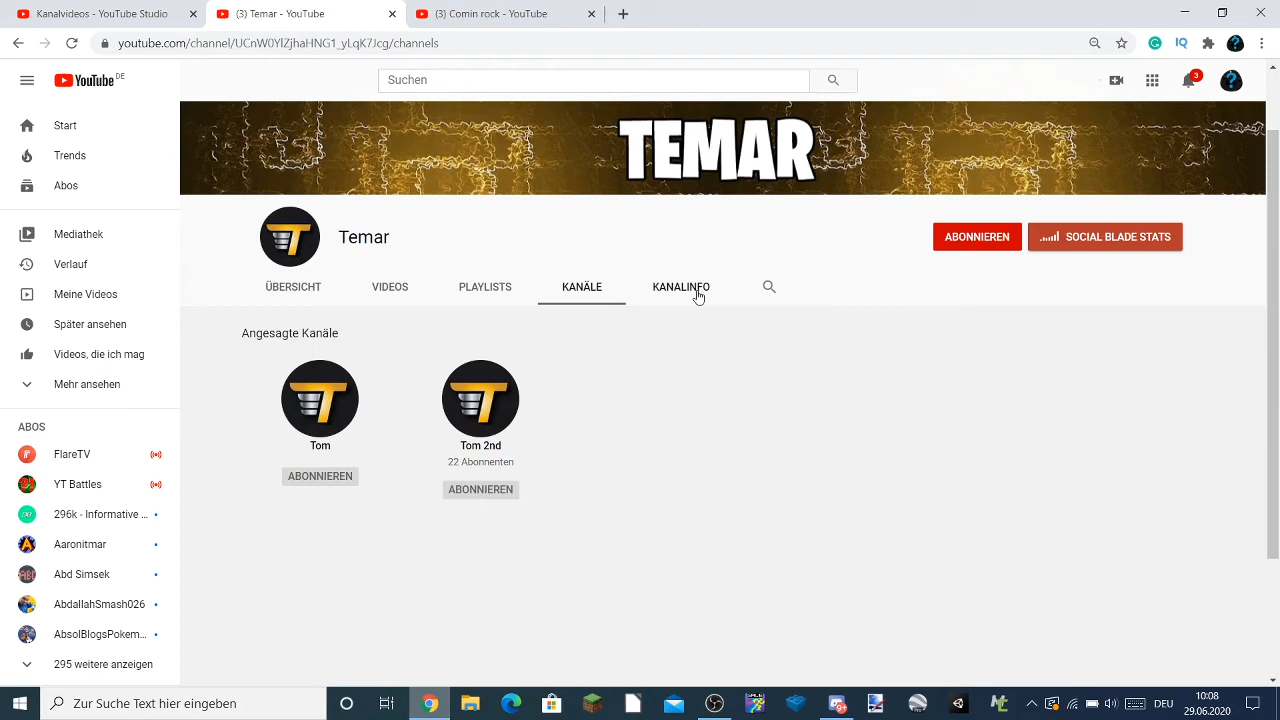 Kanalvideos - YouTube Studio
(3) Temar - YouTube
(3) Comin rock - YouTube
youtube.com/channel/UCnW0YlZjhaHNG1_yLqK7Jcg/channels
YouTube DE
Suchen
3
?
Start
Trends
Abos
Mediathek
Verlauf
Meine Videos
Später ansehen
Videos, die ich mag
Mehr ansehen
ABOS
FlareTV
YT Battles
296k - Informative ...
Aaronitmar
Abd Simsek
AbdallahSmash026
AbsolBlogsPokem...
295 weitere anzeigen
TEMAR
Temar
ABONNIEREN
SOCIAL BLADE STATS
ÜBERSICHT
VIDEOS
PLAYLISTS
KANÄLE
KANALINFO
Angesagte Kanäle
Tom
ABONNIEREN
Tom 2nd
22 Abonnenten
ABONNIEREN
Zur Suche Text hier eingeben
DEU
10:08
29.06.2020